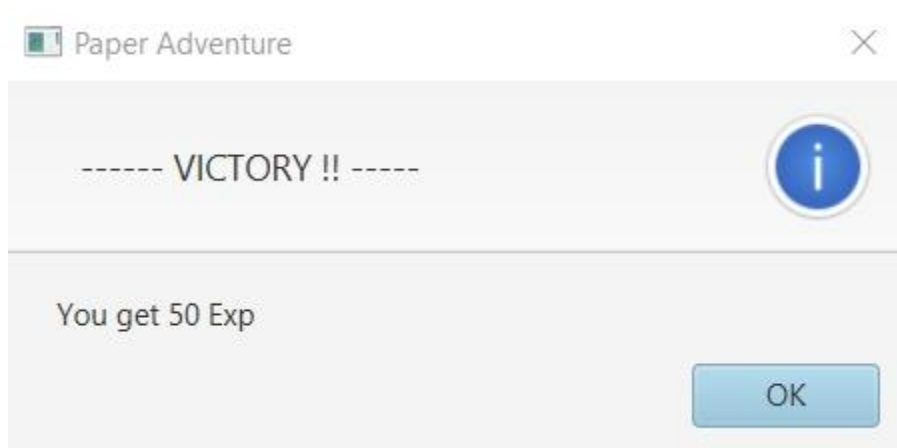 Paper Adventure
------ VICTORY !! -----
You get 50 Exp
OK